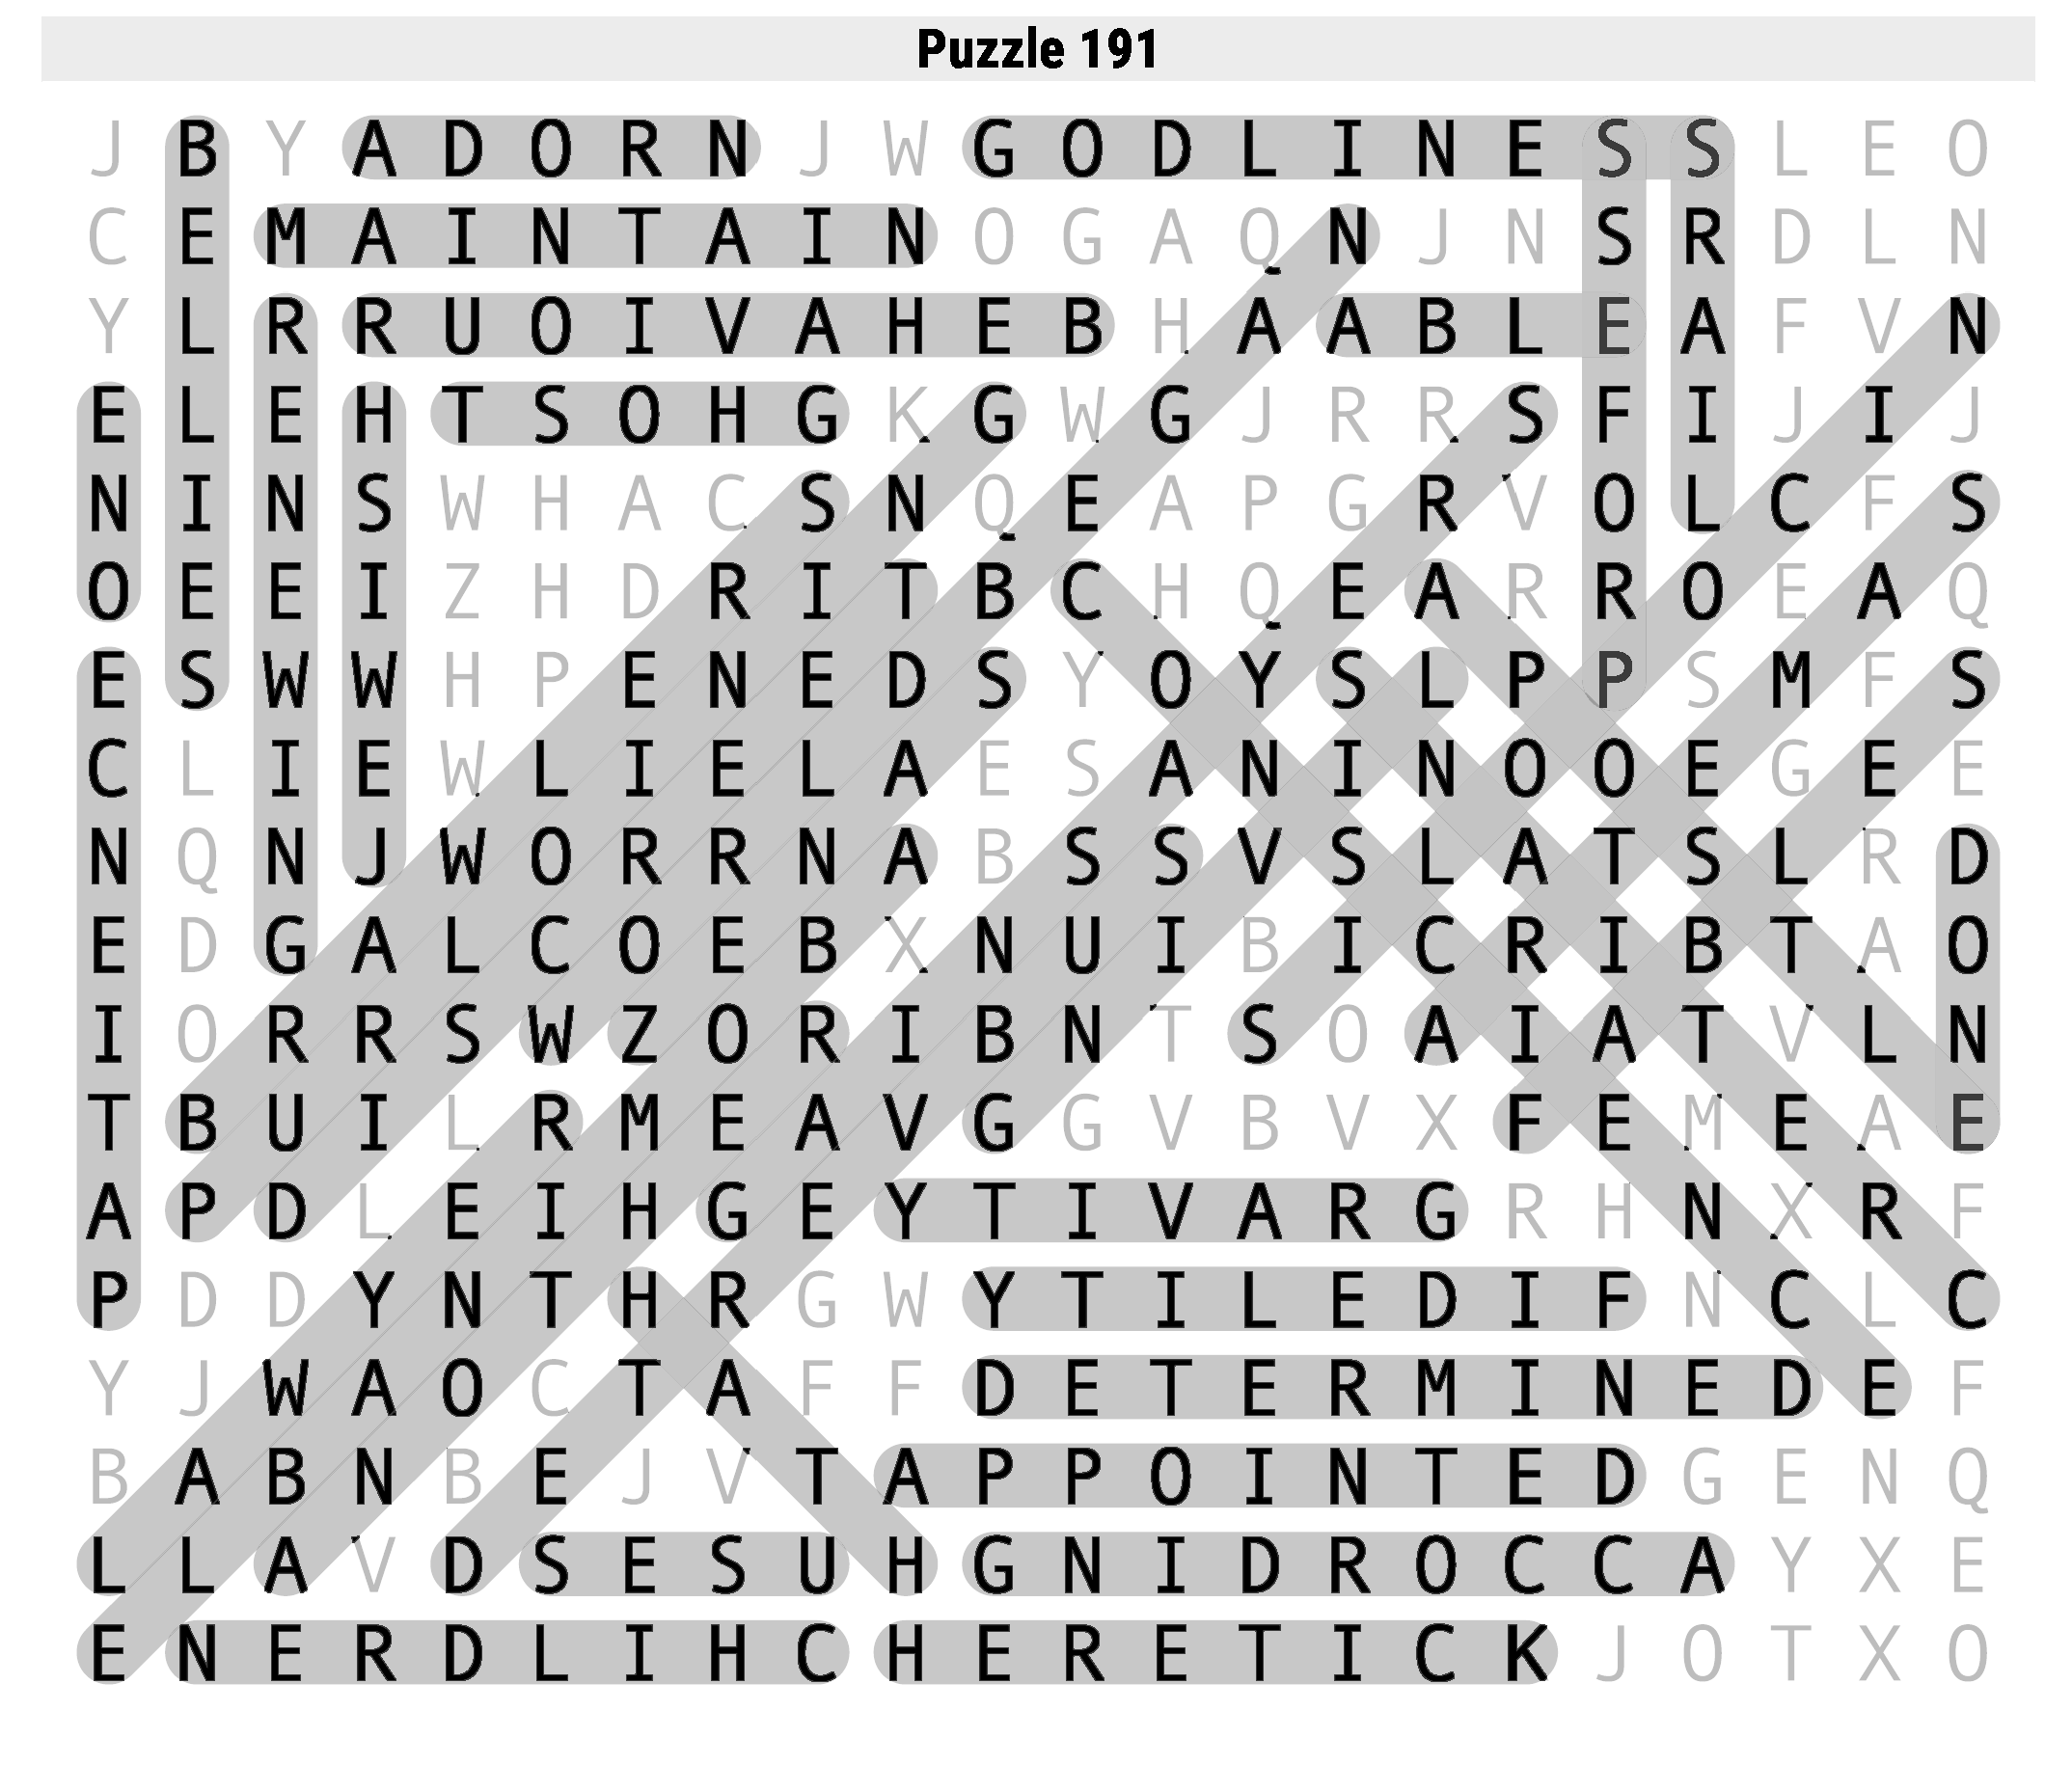 Puzzle 191
J B Y A D O R N J W G O D L I N E S S L E O
C E M A I N T A I N O G A Q N J N S R D L N
Y L R R U O I V A H E B H A A B L E A F V N
E L E H T S O H G K G W G J R R S F I J I J
N I N S W H A C S N Q E A P G R V O L C F S
O E E I Z H D R I T B C H Q E A R R O E A Q
E S W W H P E N E D S Y O Y S L P P S M F S
C L I E W L I E L A E S A N I N O O E G E E
N Q N J W O R R N A B S S V S L A T S L R D
E D G A L C O E B X N U I B I C R I B T A O
I O R R S W Z O R I B N T S O A I A T V L N
T B U I L R M E A V G G V B V X F E M E A E
A P D L E I H G E Y T I V A R G R H N X R F
P D D Y N T H R G W Y T I L E D I F N C L C
Y J W A O C T A F F D E T E R M I N E D E F
B A B N B E J V T A P P O I N T E D G E N Q
L L A V D S E S U H G N I D R O C C A Y X E
E N E R D L I H C H E R E T I C K J O T X O